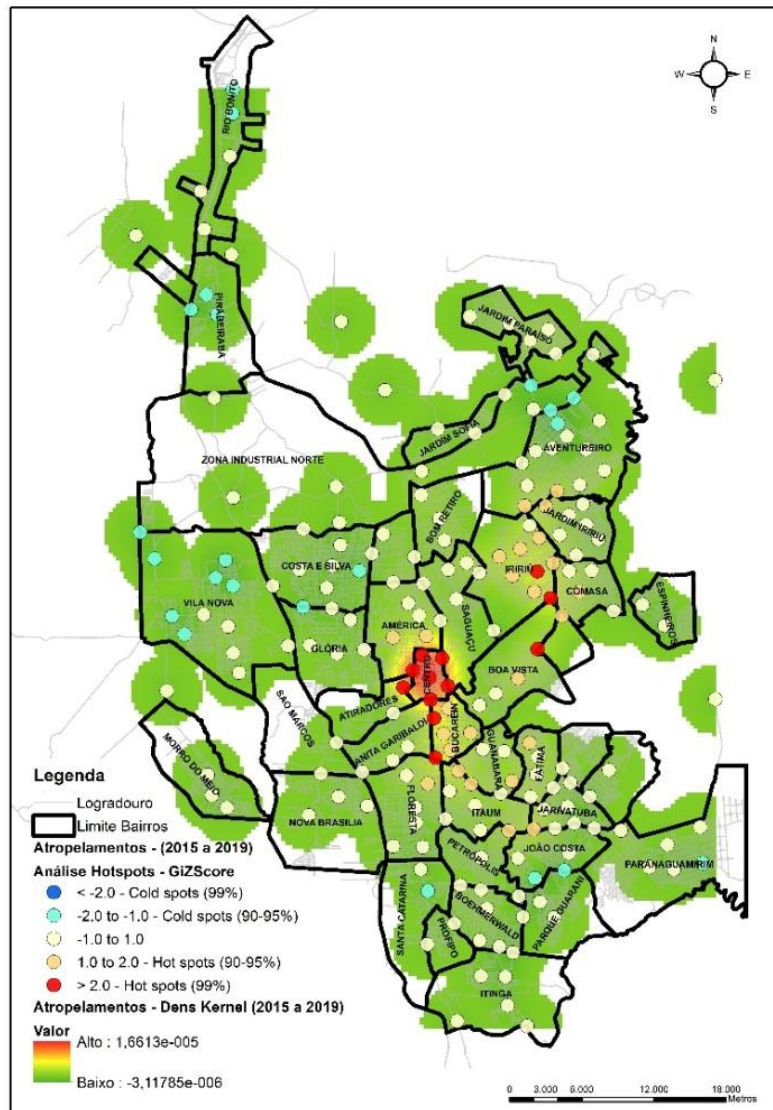 N
W E
S
RIO BONITO
PIRABEIRABA
JARDIM PARAÍSO
JARDIM SOFIA
AVENTUREIRO
ZONA INDUSTRIAL NORTE
BOM RETIRO
JARDIM IRIRIÚ
COSTA E SILVA
IRIRIÚ
COMASA
ESPINHEIROS
VILA NOVA
SAGUAÇU
AMÉRICA
GLÓRIA
BOA VISTA
CENTRO
ATIRADORES
SAO MARCOS
BUCAREIN
ANITA GARIBALDI
GUANABARA
FÁTIMA
MORRO DO MEIO
FLORESTA
NOVA BRASILIA
ITAUM
JARIVATUBA
JOÃO COSTA
PETRÓPOLIS
PARANAGUAMIRIM
SANTA CATARINA
BOEHMERWALD
PARQUE GUARANI
PROFIPO
ITINGA
Legenda
Logradouro
Limite Bairros
Atropelamentos - (2015 a 2019)
Análise Hotspots - GiZScore
< -2.0 - Cold spots (99%)
-2.0 to -1.0 - Cold spots (90-95%)
-1.0 to 1.0
1.0 to 2.0 - Hot spots (90-95%)
> 2.0 - Hot spots (99%)
Atropelamentos - Dens Kernel (2015 a 2019)
Valor
Alto : 1,6613e-005
Baixo : -3,11785e-006
0 3.000 6.000 12.000 18.000
Metros